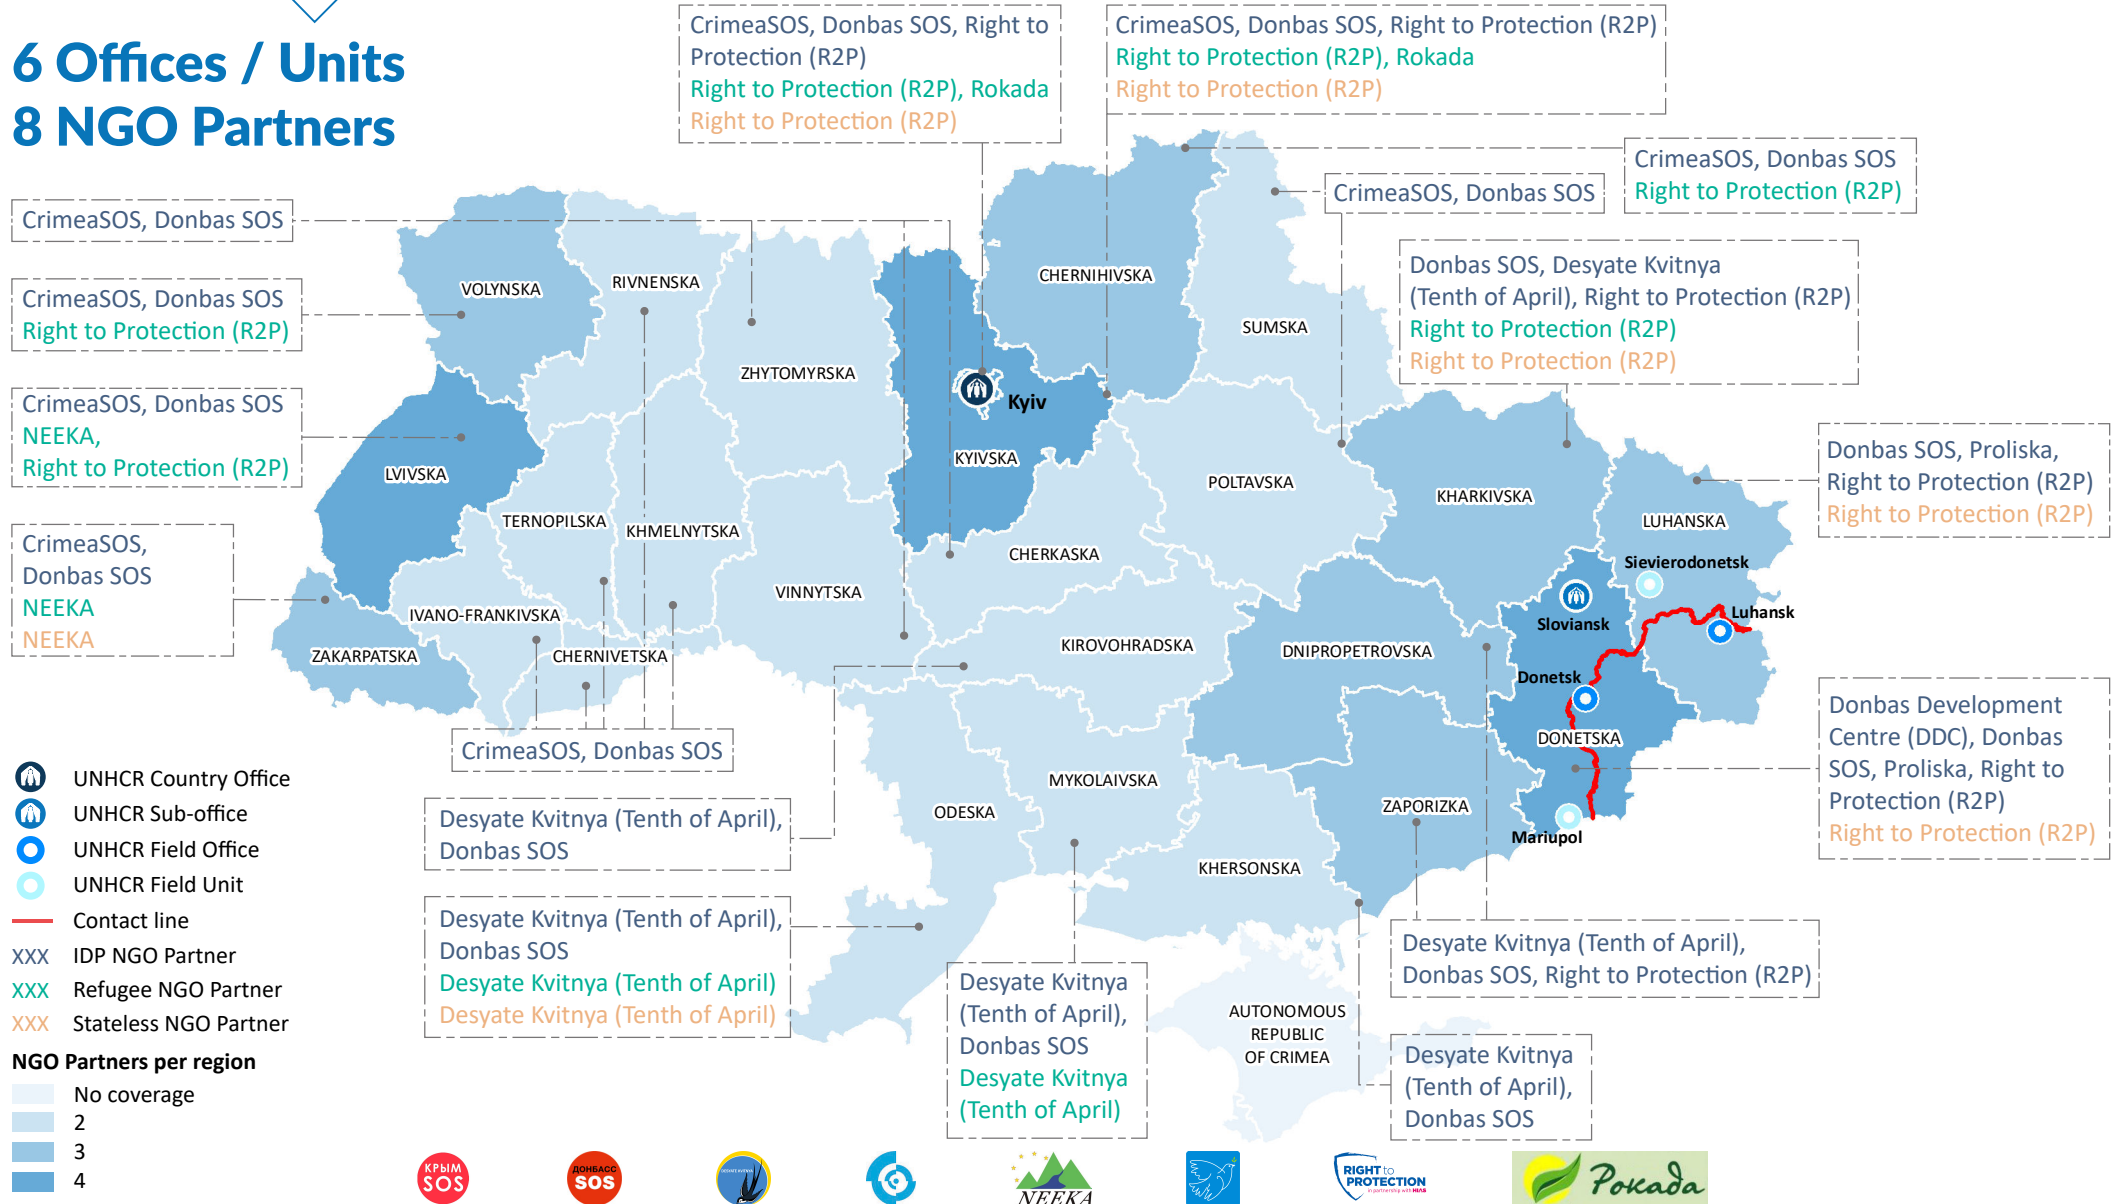 6 Offices / Units
8 NGO Partners
CrimeaSOS, Donbas SOS, Right to
Protection (R2P)
Right to Protection (R2P), Rokada
Right to Protection (R2P)
CrimeaSOS, Donbas SOS, Right to Protection (R2P)
Right to Protection (R2P), Rokada
Right to Protection (R2P)
CrimeaSOS, Donbas SOS
Right to Protection (R2P)
CrimeaSOS, Donbas SOS
CrimeaSOS, Donbas SOS
CrimeaSOS, Donbas SOS
Right to Protection (R2P)
CrimeaSOS, Donbas SOS
NEEKA,
Right to Protection (R2P)
CrimeaSOS,
Donbas SOS
NEEKA
NEEKA
Donbas SOS, Desyate Kvitnya
(Tenth of April), Right to Protection (R2P)
Right to Protection (R2P)
Right to Protection (R2P)
Donbas SOS, Proliska,
Right to Protection (R2P)
Right to Protection (R2P)
Donbas Development
Centre (DDC), Donbas
SOS, Proliska, Right to
Protection (R2P)
Right to Protection (R2P)
VOLYNSKA
RIVNENSKA
ZHYTOMYRSKA
CHERNIHIVSKA
SUMSKA
Kyiv
KYIVSKA
LVIVSKA
TERNOPILSKA
KHMELNYTSKA
POLTAVSKA
KHARKIVSKA
LUHANSKA
Sievierodonetsk
CHERKASKA
VINNYTSKA
IVANO-FRANKIVSKA
Luhansk
Sloviansk
ZAKARPATSKA
CHERNIVETSKA
KIROVOHRADSKA
DNIPROPETROVSKA
Donetsk
DONETSKA
MYKOLAIVSKA
ODESKA
ZAPORIZKA
Mariupol
KHERSONSKA
AUTONOMOUS
REPUBLIC
OF CRIMEA
CrimeaSOS, Donbas SOS
Desyate Kvitnya (Tenth of April),
Donbas SOS
Desyate Kvitnya (Tenth of April),
Donbas SOS
Desyate Kvitnya (Tenth of April)
Desyate Kvitnya (Tenth of April)
Desyate Kvitnya
(Tenth of April),
Donbas SOS
Desyate Kvitnya
(Tenth of April)
Desyate Kvitnya (Tenth of April),
Donbas SOS, Right to Protection (R2P)
Desyate Kvitnya
(Tenth of April),
Donbas SOS
UNHCR Country Office
UNHCR Sub-office
UNHCR Field Office
UNHCR Field Unit
Contact line
XXX IDP NGO Partner
XXX Refugee NGO Partner
XXX Stateless NGO Partner
NGO Partners per region
No coverage
2
3
4
КРЫМ
SOS
ДОНБАСС
SOS
DESYATE KVITNYA
NEEKA
RIGHT to
PROTECTION
in partnership with HIAS
Рокада